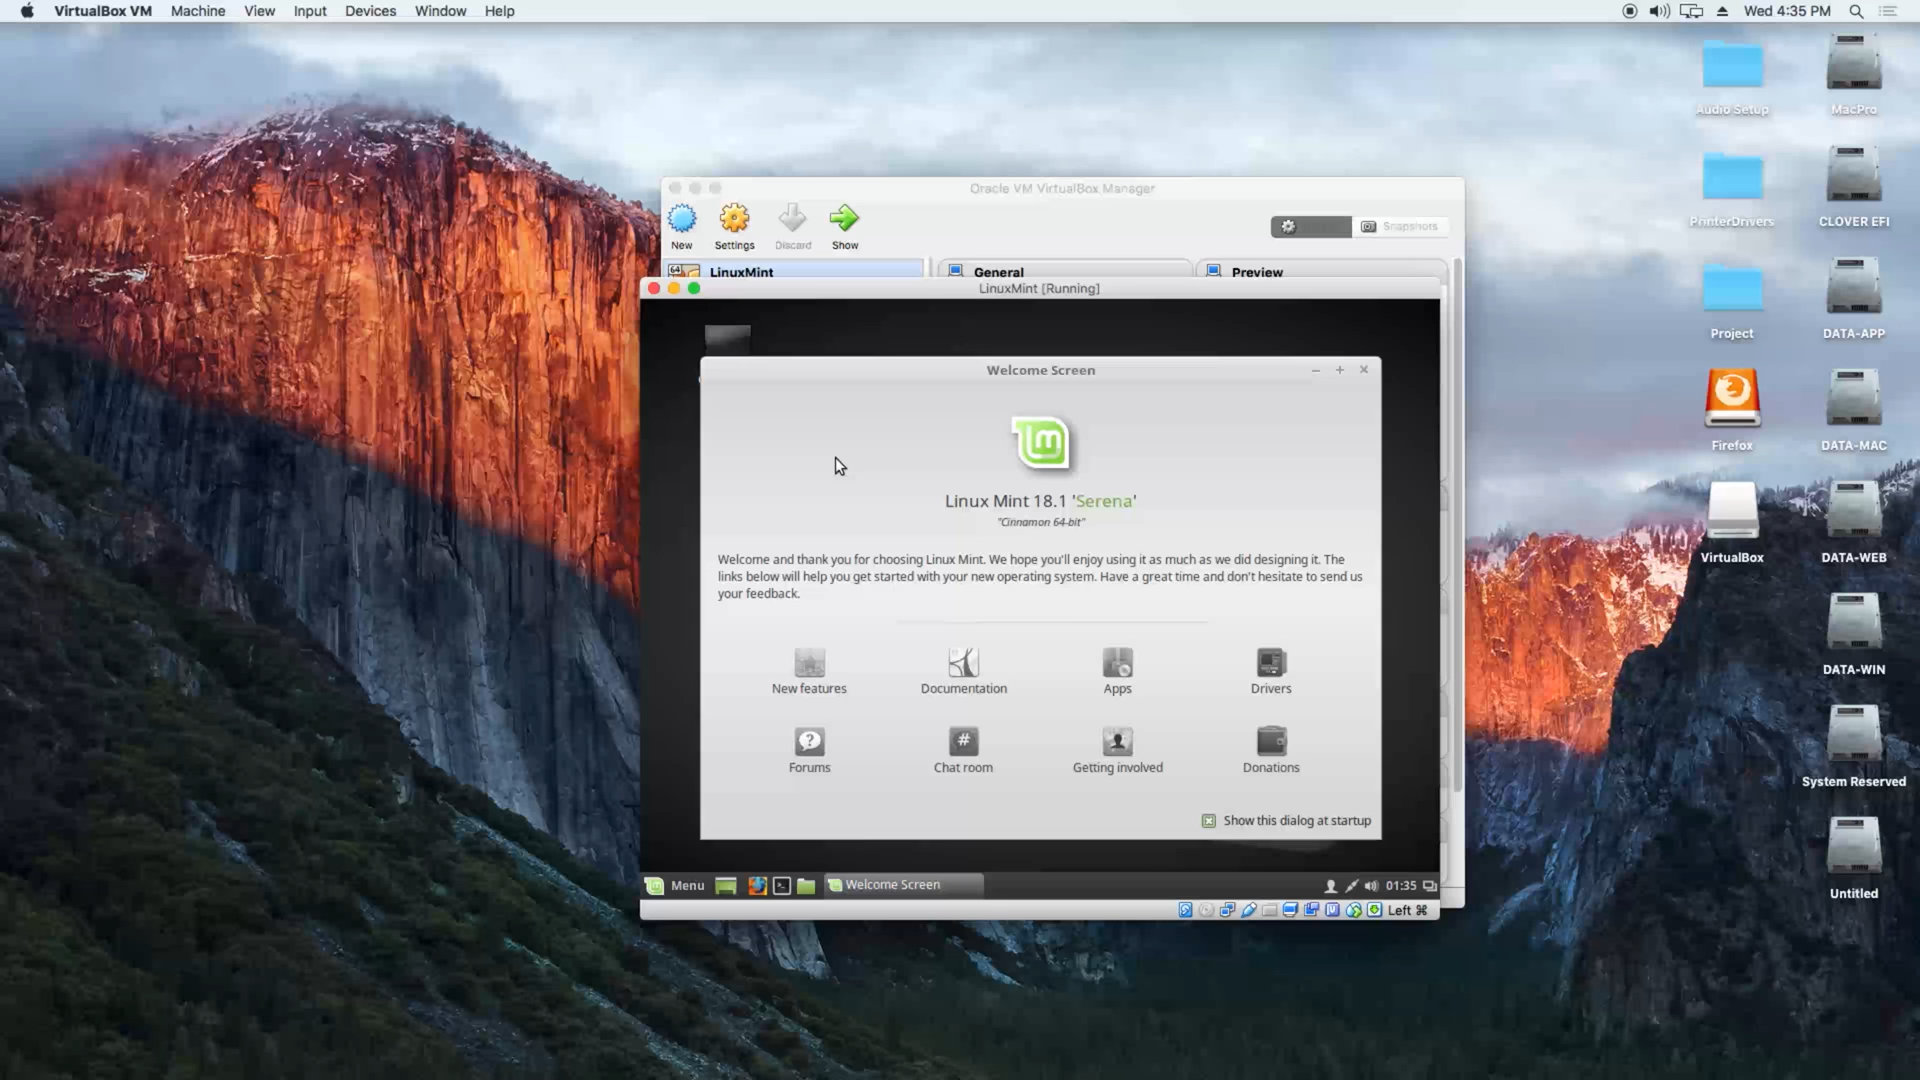 VirtualBox VM Machine View Input Devices Window Help
Wed 4:35 PM
Audio Setup
MacPro
PrinterDrivers
CLOVER EFI
Project
DATA-APP
Firefox
DATA-MAC
VirtualBox
DATA-WEB
DATA-WIN
System Reserved
Untitled
Oracle VM VirtualBox Manager
New Settings Discard Show
Snapshots
64 LinuxMint
General
Preview
LinuxMint [Running]
Welcome Screen
Linux Mint 18.1 'Serena'
"Cinnamon 64-bit"
Welcome and thank you for choosing Linux Mint. We hope you'll enjoy using it as much as we did designing it. The
links below will help you get started with your new operating system. Have a great time and don't hesitate to send us
your feedback.
New features Documentation Apps Drivers
Forums Chat room Getting involved Donations
Show this dialog at startup
Menu
Welcome Screen
01:35
Left ⌘